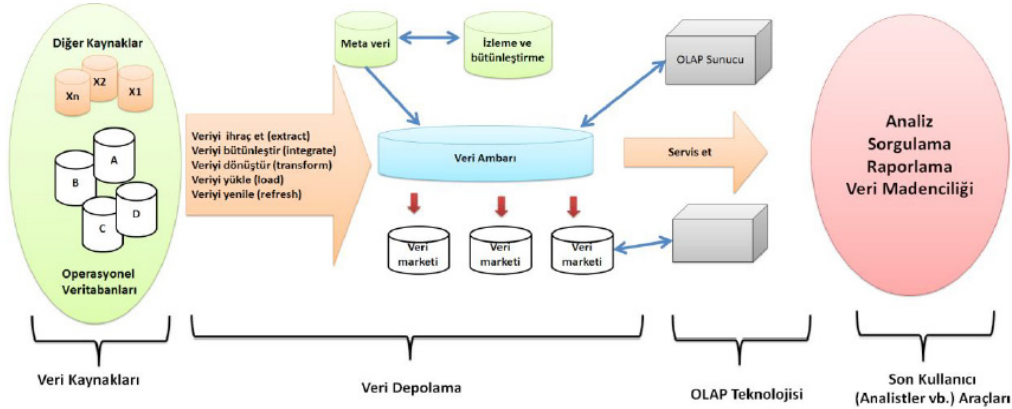 Diğer Kaynaklar
Xn
X2
X1
A
B
C
D
Operasyonel
Veritabanları
Veriyi ihraç et (extract)
Veriyi bütünleştir (integrate)
Veriyi dönüştür (transform)
Veriyi yükle (load)
Veriyi yenile (refresh)
Meta veri
İzleme ve
bütünleştirme
Veri Ambarı
Veri
marketi
Veri
marketi
Veri
marketi
OLAP Sunucu
Servis et
Analiz
Sorgulama
Raporlama
Veri Madenciliği
Veri Kaynakları
Veri Depolama
OLAP Teknolojisi
Son Kullanıcı
(Analistler vb.) Araçları